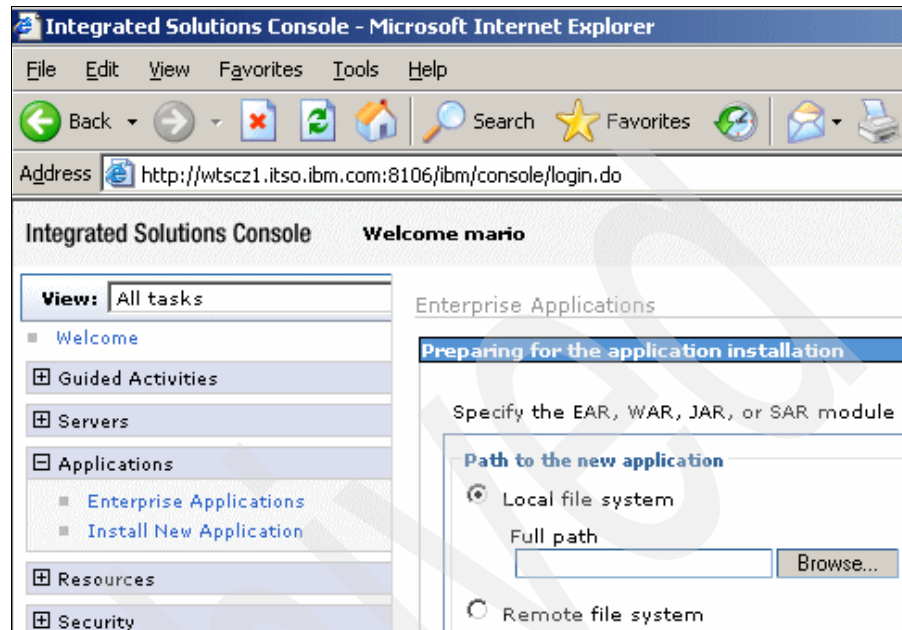 Integrated Solutions Console - Microsoft Internet Explorer
File Edit View Favorites Tools Help
Back Search Favorites
Address http://wtscz1.itso.ibm.com:8106/ibm/console/login.do
Integrated Solutions Console Welcome mario
View: All tasks
Welcome
Guided Activities
Servers
Applications
Enterprise Applications
Install New Application
Resources
Security
Enterprise Applications
Preparing for the application installation
Specify the EAR, WAR, JAR, or SAR module
Path to the new application
Local file system
Full path
Browse...
Remote file system